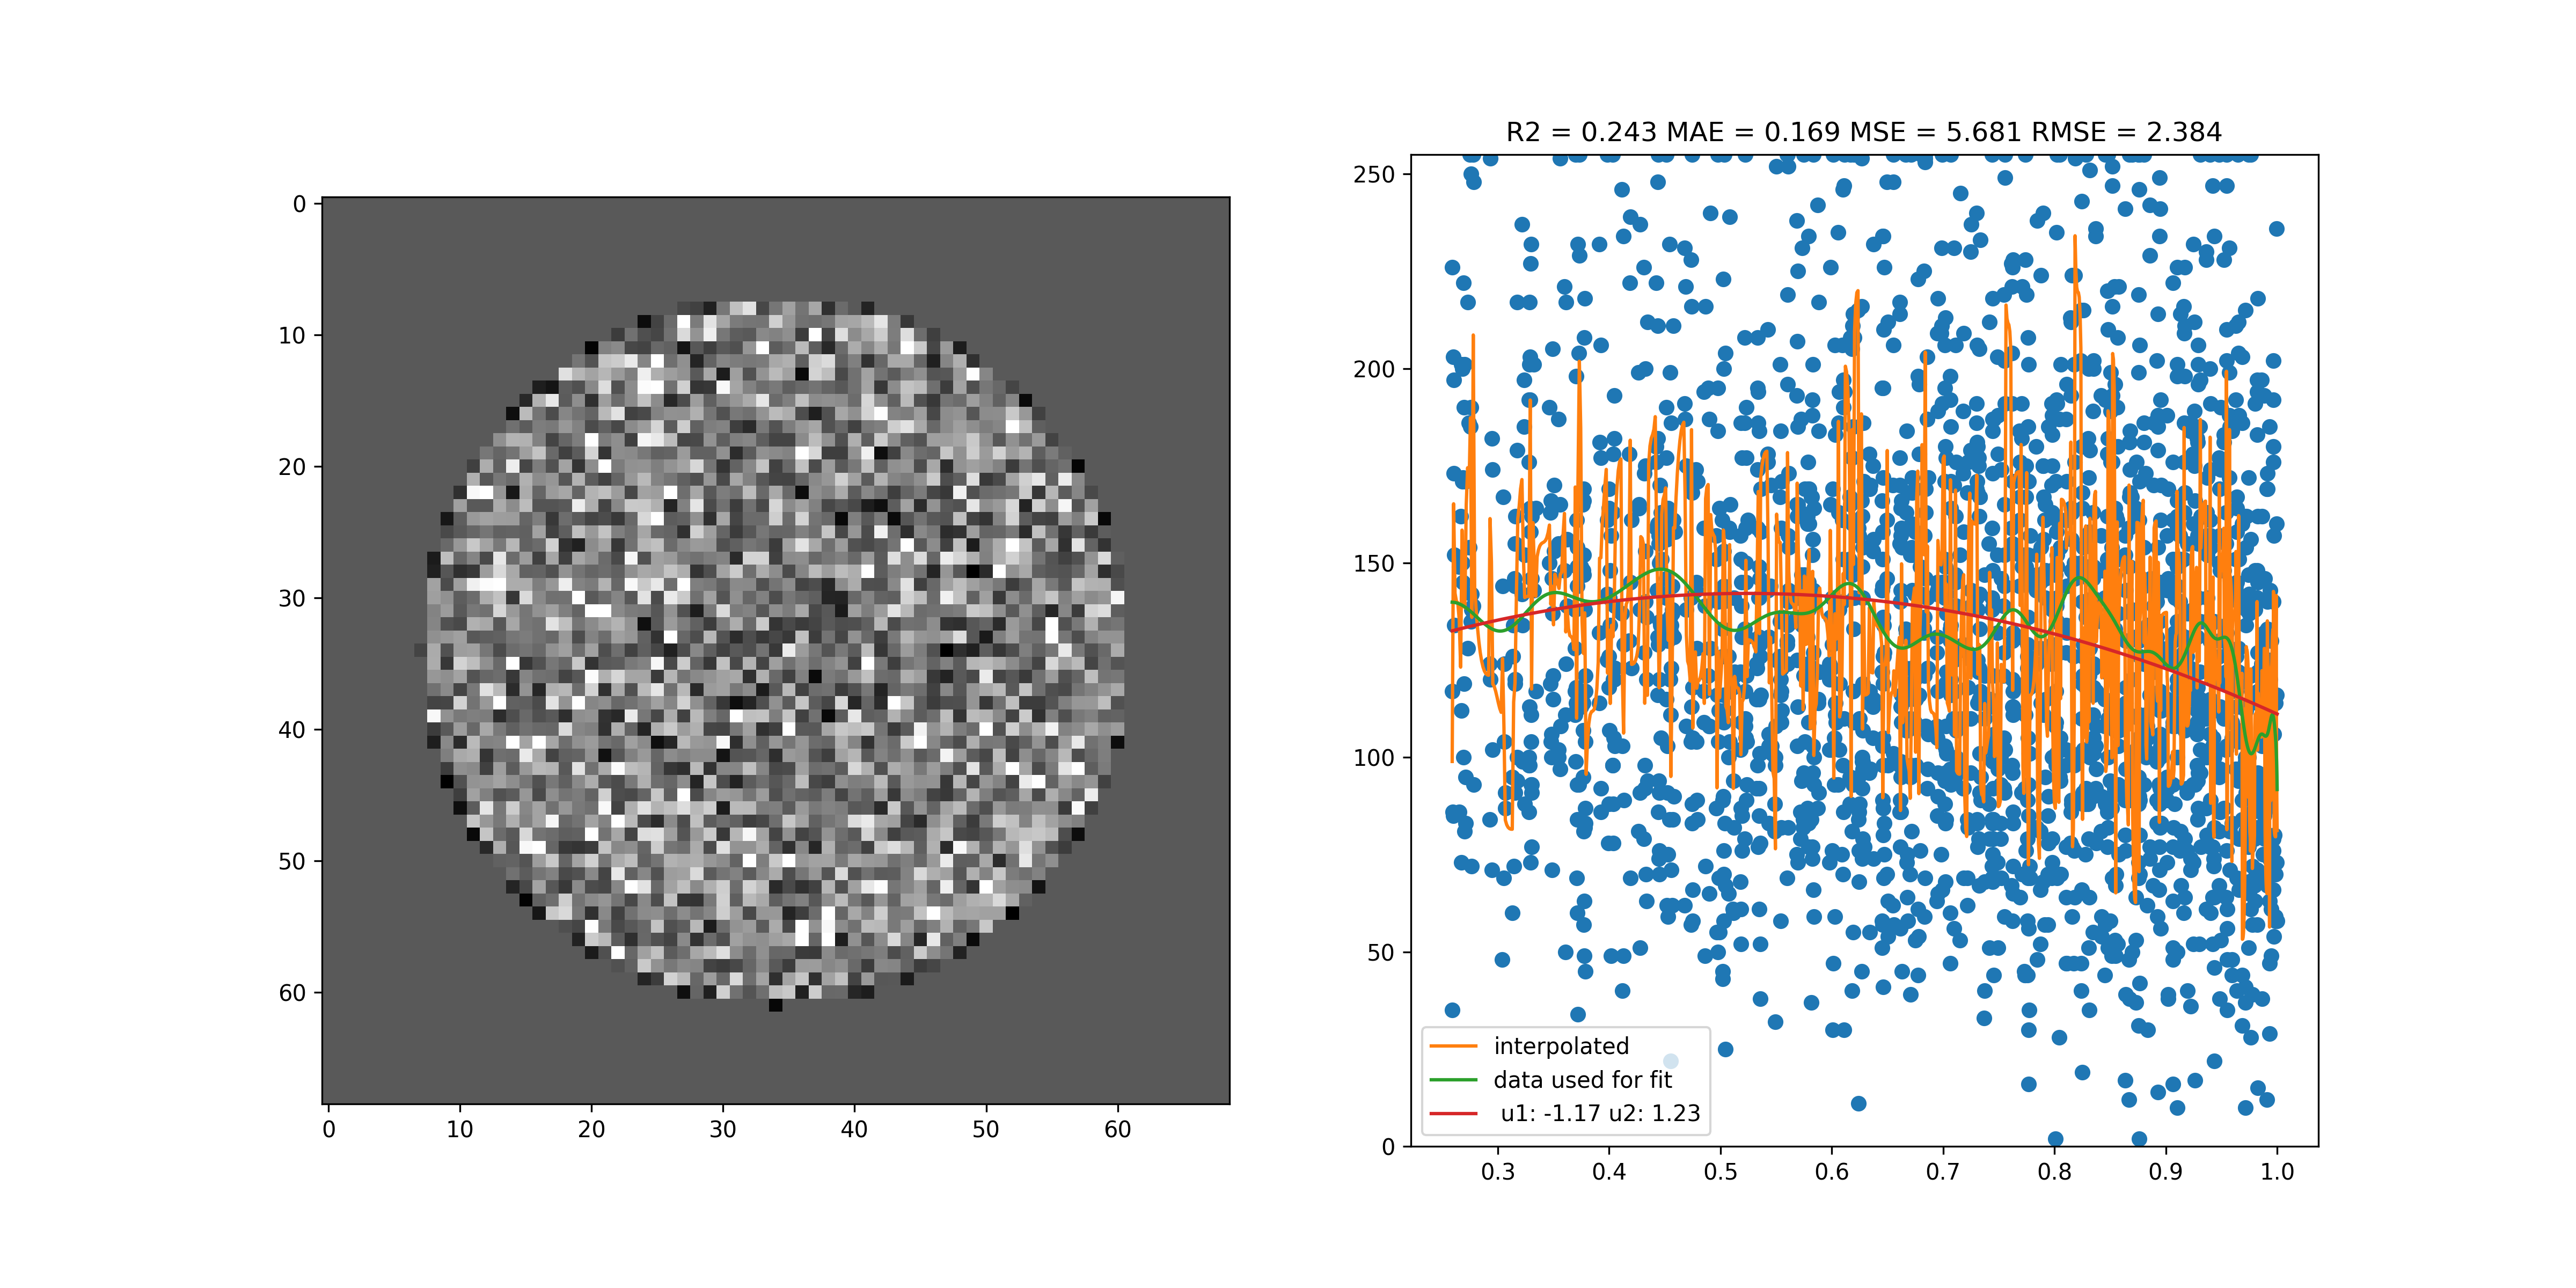 R2 = 0.243 MAE = 0.169 MSE = 5.681 RMSE = 2.384
0
10
20
30
40
50
60
0 10 20 30 40 50 60
250
200
150
100
50
0
interpolated
data used for fit
u1: -1.17 u2: 1.23
0.3 0.4 0.5 0.6 0.7 0.8 0.9 1.0